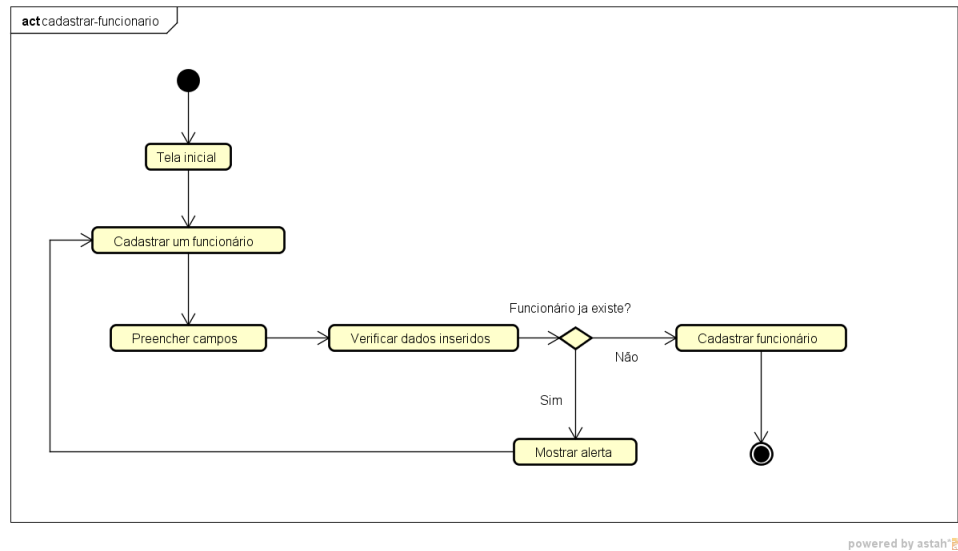 act cadastrar-funcionario
Tela inicial
Cadastrar um funcionário
Funcionário ja existe?
Preencher campos
Verificar dados inseridos
Cadastrar funcionário
Não
Sim
Mostrar alerta
powered by astah*